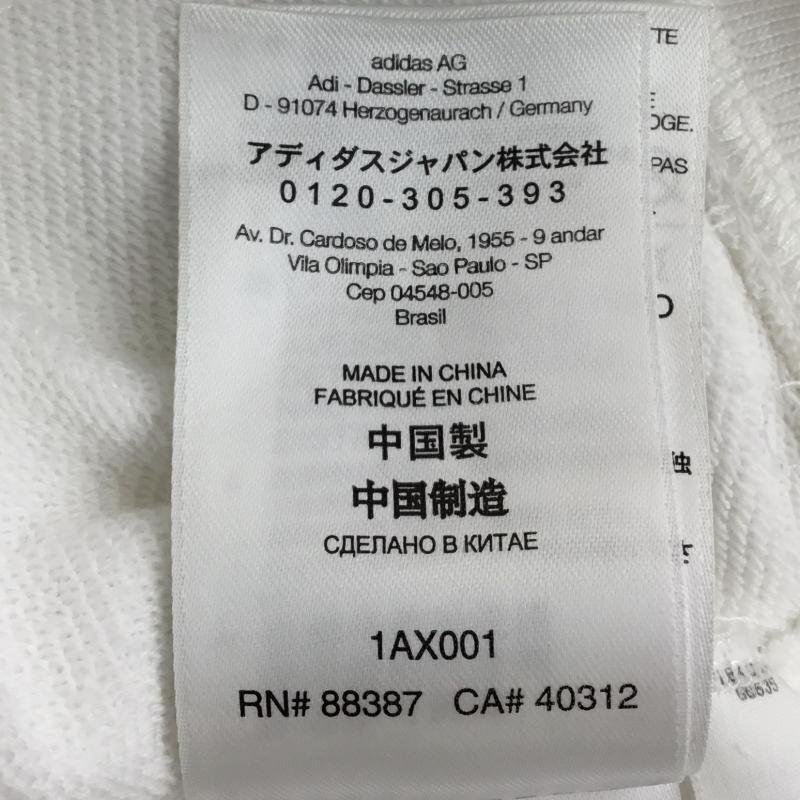 adidas AG
Adi - Dassler - Strasse 1
D - 91074 Herzogenaurach / Germany
アディダスジャパン株式会社
0120-305-393
Av. Dr. Cardoso de Melo, 1955 - 9 andar
Vila Olimpia - Sao Paulo - SP
Cep 04548-005
Brasil
MADE IN CHINA
FABRIQUÉ EN CHINE
中国製
中国制造
СДЕЛАНО В КИТАЕ
1AX001
RN# 88387 CA# 40312
PAS